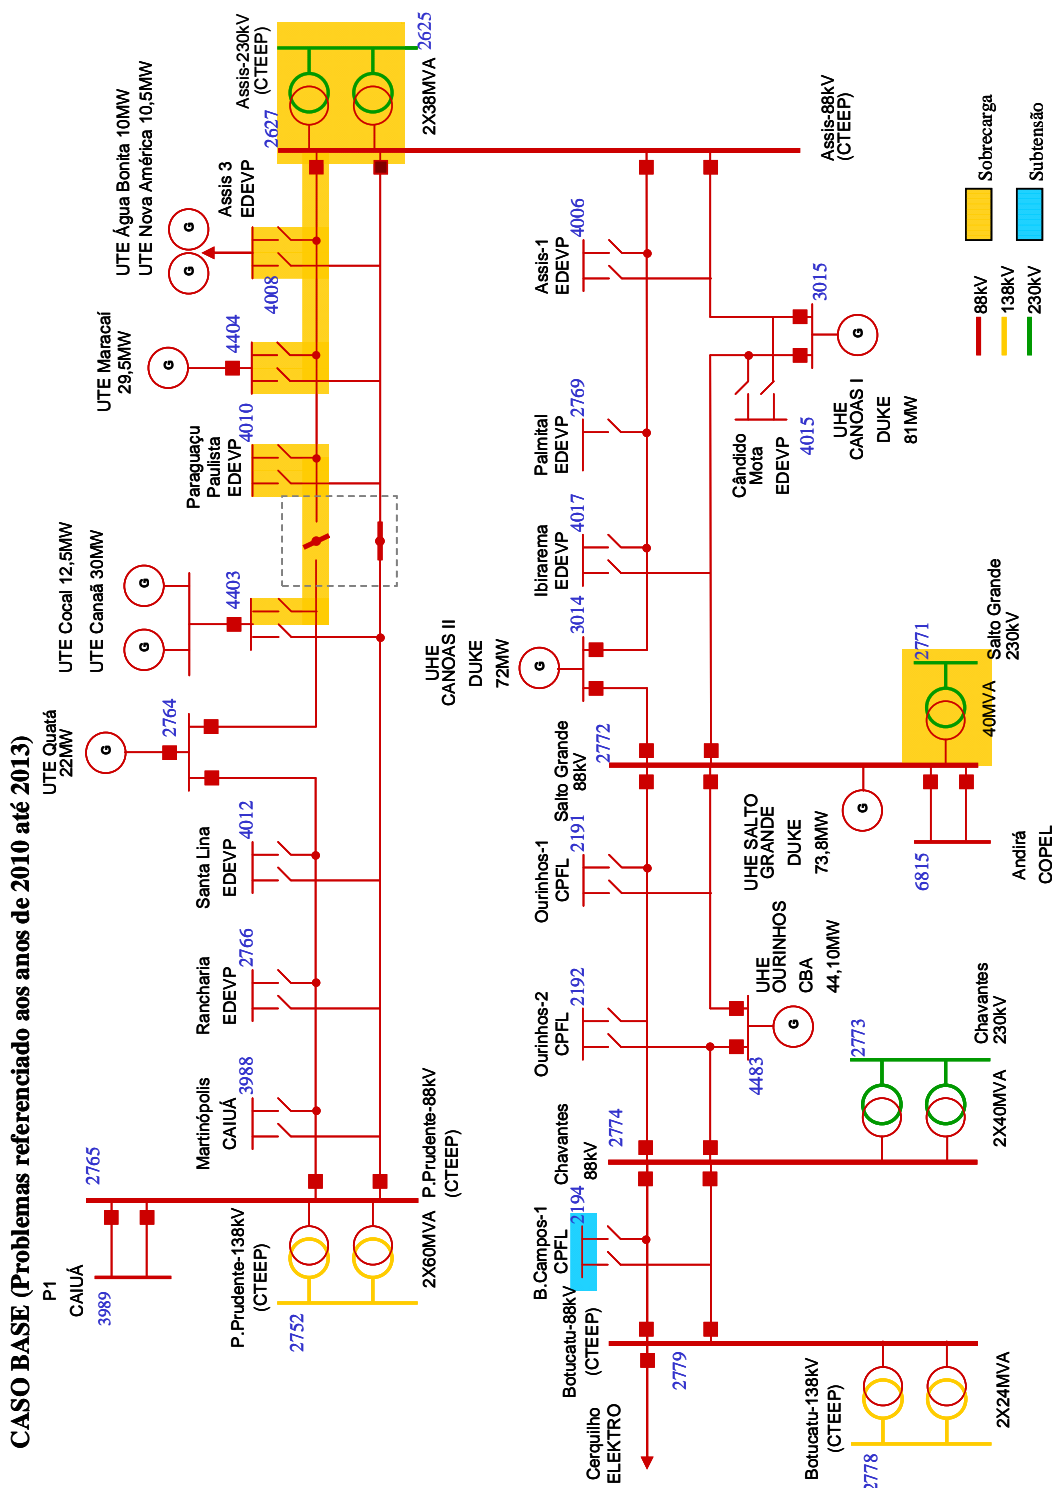 CASO BASE (Problemas referenciado aos anos de 2010 até 2013)
P1
CAIUÁ
3989
2765
P.Prudente-138kV
(CTEEP)
2752
2X60MVA
P.Prudente-88kV
(CTEEP)
Martinópolis
CAIUÁ
3988
Rancharia
EDEVP
2766
Santa Lina
EDEVP
4012
UTE Quatá
22MW
G
2764
UTE Cocal 12,5MW
UTE Canaã 30MW
G
G
4403
Paraguaçu
Paulista
EDEVP
4010
UTE Maracaí
29,5MW
G
4404
UTE Água Bonita 10MW
UTE Nova América 10,5MW
G
G
Assis 3
EDEVP
4008
Assis-230kV
(CTEEP)
2627
2625
2X38MVA
Assis-88kV
(CTEEP)
Cerquilho
ELEKTRO
Botucatu-88kV
(CTEEP)
2779
Botucatu-138kV
(CTEEP)
2778
2X24MVA
B.Campos-1
CPFL
2194
Chavantes
88kV
2774
Chavantes
230kV
2773
2X40MVA
Ourinhos-2
CPFL
2192
UHE
OURINHOS
CBA
44,10MW
G
4483
Ourinhos-1
CPFL
2191
Salto Grande
88kV
2772
UHE SALTO
GRANDE
DUKE
73,8MW
G
6815
Andirá
COPEL
Salto Grande
230kV
2771
40MVA
UHE
CANOAS II
DUKE
72MW
G
3014
Ibirarema
EDEVP
4017
Palmital
EDEVP
2769
Cândido
Mota
EDEVP
4015
UHE
CANOAS I
DUKE
81MW
G
3015
Assis-1
EDEVP
4006
88kV
138kV
230kV
Sobrecarga
Subtensão